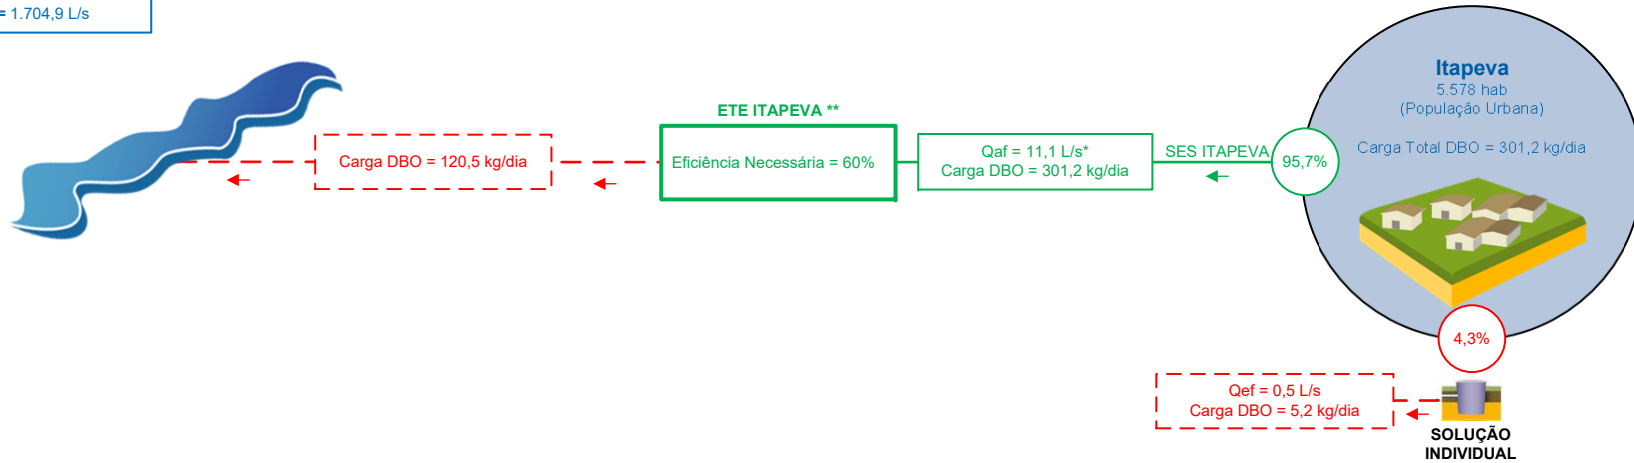 = 1.704,9 L/s
Itapeva
5.578 hab
(População Urbana)
Carga Total DBO = 301,2 kg/dia
ETE ITAPEVA **
Carga DBO = 120,5 kg/dia
Eficiência Necessária = 60%
Qaf = 11,1 L/s*
Carga DBO = 301,2 kg/dia
SES ITAPEVA
95,7%
4,3%
Qef = 0,5 L/s
Carga DBO = 5,2 kg/dia
SOLUÇÃO
INDIVIDUAL